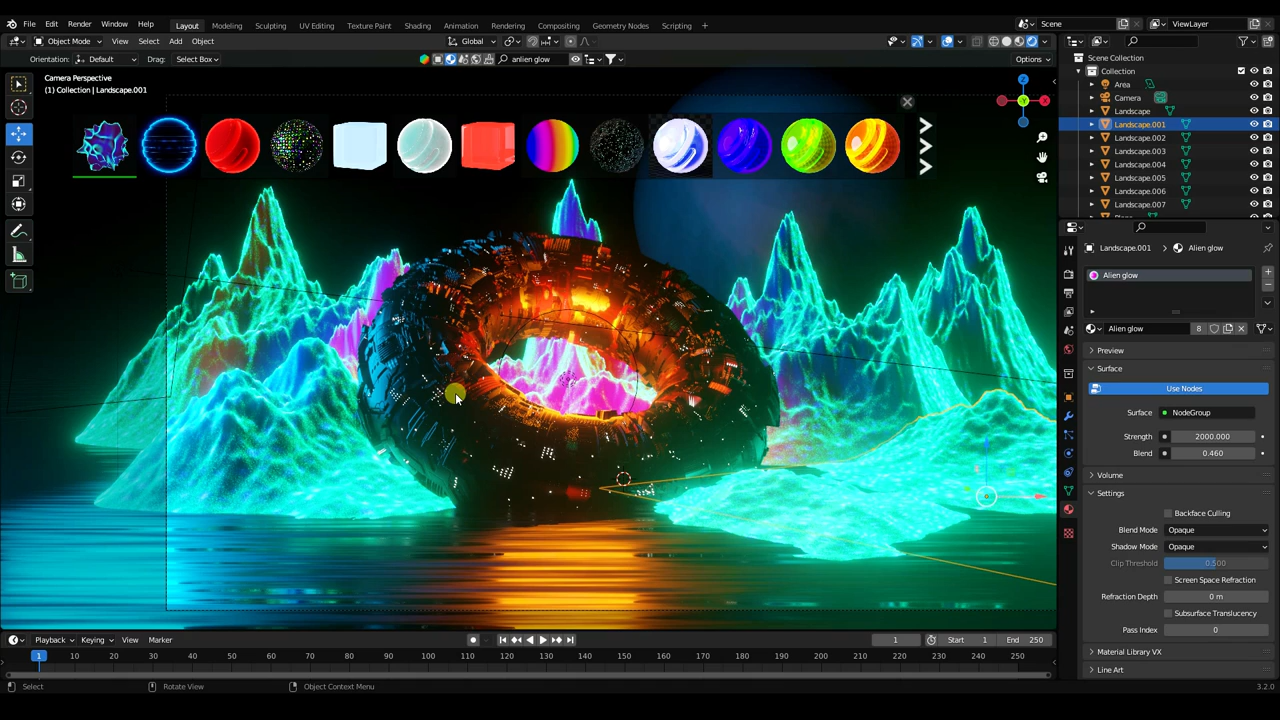 File Edit Render Window Help Layout Modeling Sculpting UV Editing Texture Paint Shading Animation Rendering Compositing Geometry Nodes Scripting + Scene ViewLayer
Object Mode View Select Add Object Global
Orientation: Default Drag: Select Box anlien glow Options
Camera Perspective
(1) Collection | Landscape.001
Scene Collection
Collection
Area
Camera
Landscape
Landscape.001
Landscape.002
Landscape.003
Landscape.004
Landscape.005
Landscape.006
Landscape.007
Landscape.001 > Alien glow
Alien glow
Alien glow 8
Preview
Surface
Use Nodes
Surface NodeGroup
Strength 2000.000
Blend 0.460
Volume
Settings
Backface Culling
Blend Mode Opaque
Shadow Mode Opaque
Clip Threshold 0.500
Screen Space Refraction
Refraction Depth 0 m
Subsurface Translucency
Pass Index 0
Material Library VX
Line Art
Playback Keying View Marker 1 Start 1 End 250
1 10 20 30 40 50 60 70 80 90 100 110 120 130 140 150 160 170 180 190 200 210 220 230 240 250
Select Rotate View Object Context Menu 3.2.0